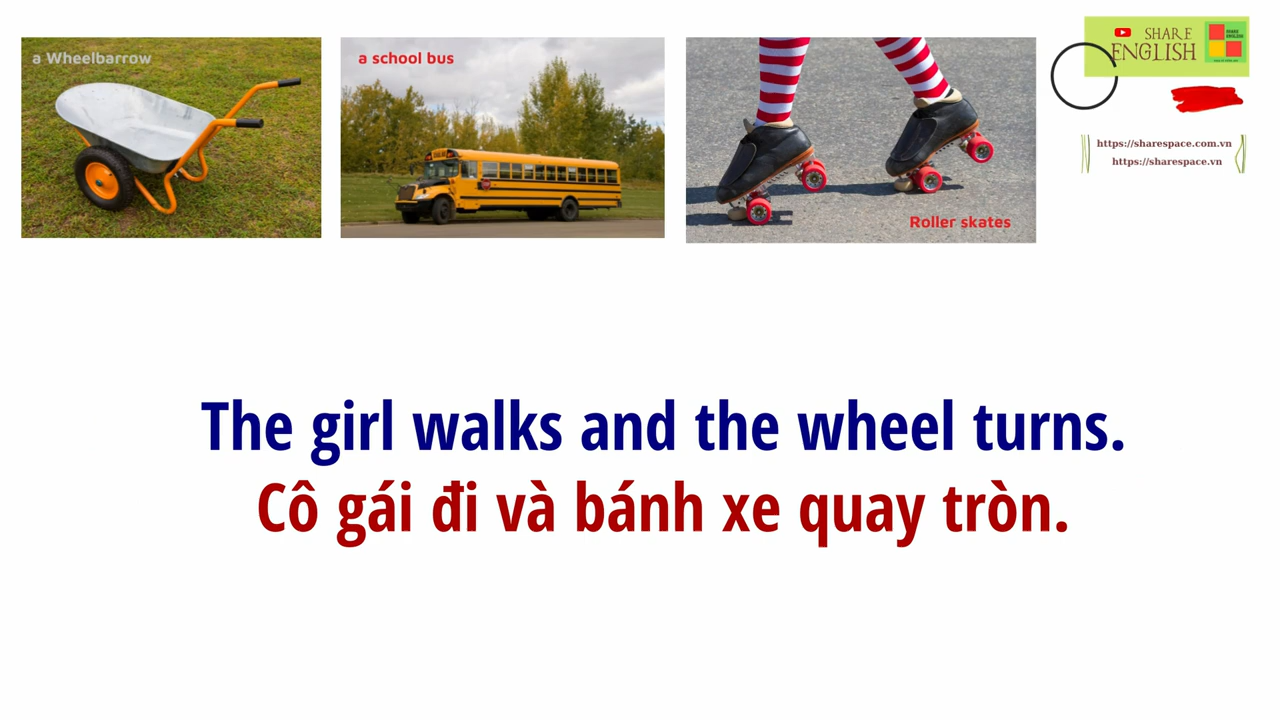 a Wheelbarrow
a school bus
Roller skates
SHARE
ENGLISH
https://sharespace.com.vn
https://sharespace.vn
The girl walks and the wheel turns.
Cô gái đi và bánh xe quay tròn.